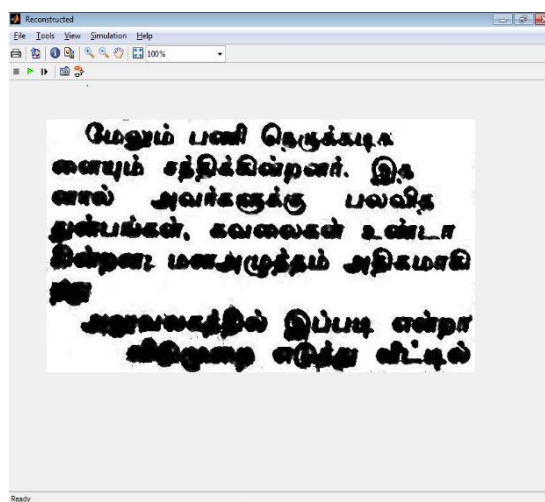 Reconstructed
File Tools View Simulation Help
100%
மேலும் பணி நெருக்கடிக
ளையும் சந்திக்கின்றனர். இத
னால் அவர்களுக்கு பலவித
துன்பங்கள், கவலைகள் உண்டா
கின்றன; மனஅழுத்தம் அதிகமாகி
றது
அலுவலகத்தில் இப்படி என்றா
விடுமுறை எடுத்து வீட்டில்
Ready